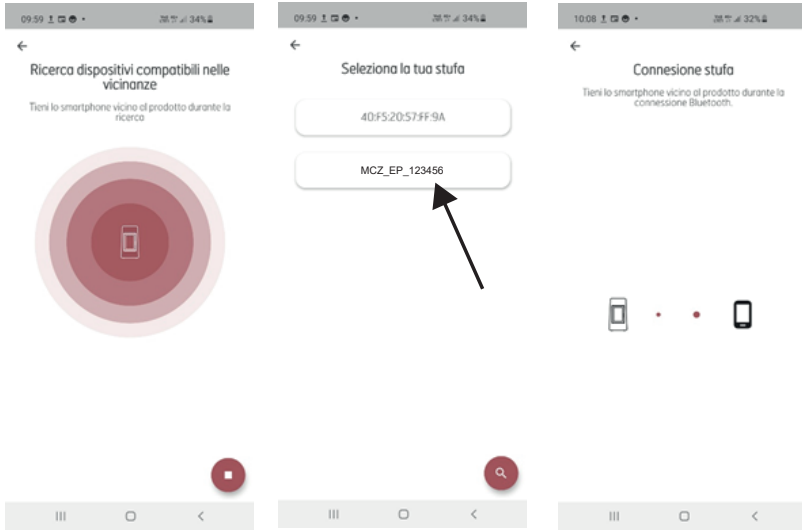 09:59
34%
Ricerca dispositivi compatibili nelle
vicinanze
Tieni lo smartphone vicino al prodotto durante la
ricerca
09:59
34%
Seleziona la tua stufa
40:F5:20:57:FF:9A
MCZ_EP_123456
10:08
32%
Connesione stufa
Tieni lo smartphone vicino al prodotto durante la
connessione Bluetooth.